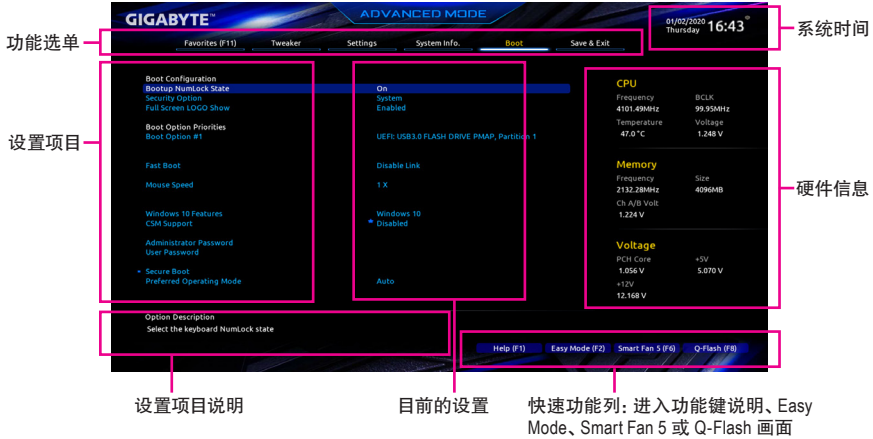 GIGABYTE™
ADVANCED MODE
01/02/2020
Thursday
16:43
系统时间
功能选单
Favorites (F11) Tweaker Settings System Info. Boot Save & Exit
Boot Configuration
Bootup NumLock State On
Security Option System
Full Screen LOGO Show Enabled
Boot Option Priorities
Boot Option #1 UEFI: USB3.0 FLASH DRIVE PMAP, Partition 1
Fast Boot Disable Link
Mouse Speed 1 X
Windows 10 Features Windows 10
CSM Support * Disabled
Administrator Password
User Password
Secure Boot
Preferred Operating Mode Auto
设置项目
CPU
Frequency BCLK
4101.49MHz 99.95MHz
Temperature Voltage
47.0 °C 1.248 V
Memory
Frequency Size
2132.28MHz 4096MB
Ch A/B Volt
1.224 V
Voltage
PCH Core +5V
1.056 V 5.070 V
+12V
12.168 V
硬件信息
Option Description
Select the keyboard NumLock state
Help (F1) Easy Mode (F2) Smart Fan 5 (F6) Q-Flash (F8)
设置项目说明
目前的设置
快速功能列: 进入功能键说明、Easy
Mode、Smart Fan 5 或 Q-Flash 画面